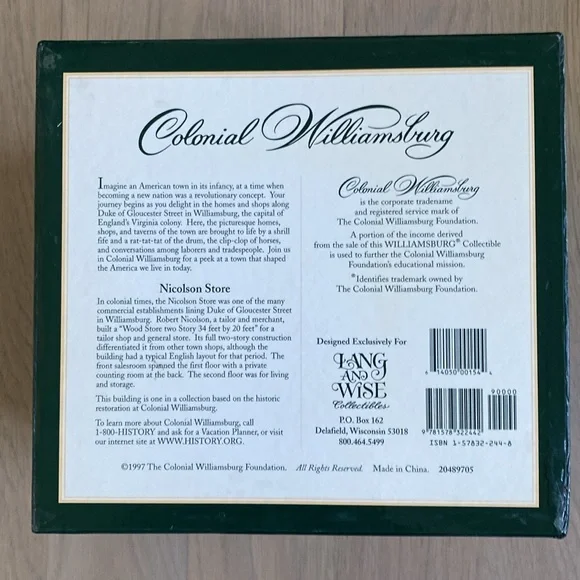 Colonial Williamsburg
Imagine an American town in its infancy, at a time when
becoming a new nation was a revolutionary concept. Your
journey begins as you delight in the homes and shops along
Duke of Gloucester Street in Williamsburg, the capital of
England's Virginia colony. Here, the picturesque homes,
shops, and taverns of the town are brought to life by a shrill
fife and a rat-tat-tat of the drum, the clip-clop of horses,
and conversations among laborers and tradespeople. Join us
in Colonial Williamsburg for a peek at a town that shaped
the America we live in today.
Nicolson Store
In colonial times, the Nicolson Store was one of the many
commercial establishments lining Duke of Gloucester Street
in Williamsburg. Robert Nicolson, a tailor and merchant,
built a "Wood Store two Story 34 feet by 20 feet" for a
tailor shop and general store. Its full two-story construction
differentiated it from other town shops, although the
building had a typical English layout for that period. The
front salesroom spanned the first floor with a private
counting room at the back. The second floor was for living
and storage.
This building is one in a collection based on the historic
restoration at Colonial Williamsburg.
To learn more about Colonial Williamsburg, call
1-800-HISTORY and ask for a Vacation Planner, or visit
our internet site at WWW.HISTORY.ORG.
Colonial Williamsburg
is the corporate tradename
and registered service mark of
The Colonial Williamsburg Foundation.
A portion of the income derived
from the sale of this WILLIAMSBURG® Collectible
is used to further the Colonial Williamsburg
Foundation's educational mission.
®Identifies trademark owned by
The Colonial Williamsburg Foundation.
Designed Exclusively For
LANG
AND
WISE
Collectibles
P.O. Box 162
Delafield, Wisconsin 53018
800.464.5499
6 14050 00154 4
90000
9 781578 322442
ISBN 1-57832-244-8
©1997 The Colonial Williamsburg Foundation. All Rights Reserved. Made in China. 20489705